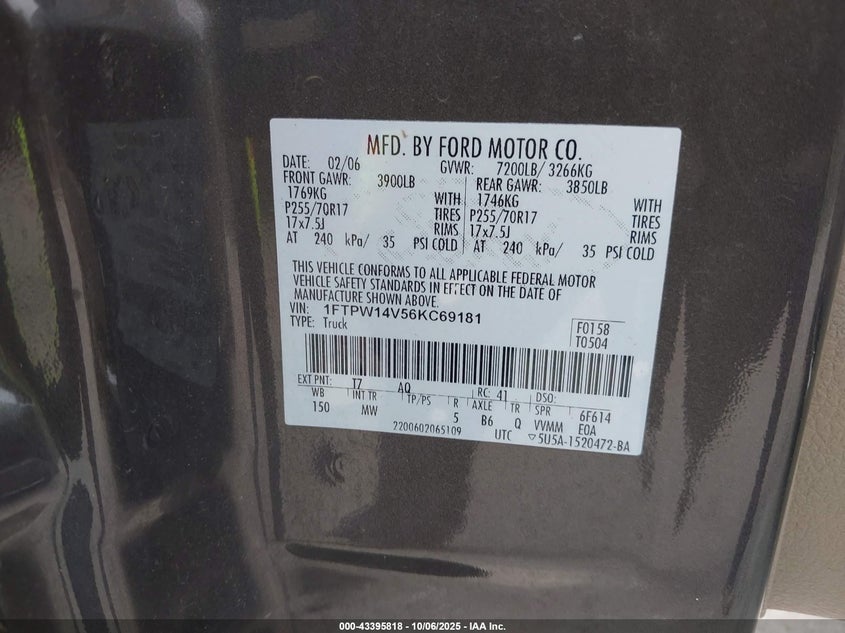 MFD. BY FORD MOTOR CO.
DATE: 02/06 GVWR: 7200LB/ 3266KG
FRONT GAWR: 3900LB REAR GAWR: 3850LB
1769KG WITH 1746KG WITH
P255/70R17 TIRES P255/70R17 TIRES
17x7.5J RIMS 17x7.5J RIMS
AT 240 kPa/ 35 PSI COLD AT 240 kPa/ 35 PSI COLD
THIS VEHICLE CONFORMS TO ALL APPLICABLE FEDERAL MOTOR
VEHICLE SAFETY STANDARDS IN EFFECT ON THE DATE OF
MANUFACTURE SHOWN ABOVE.
VIN: 1FTPW14V56KC69181
TYPE: Truck
F0158
T0504
EXT PNT: T7 AQ RC: 41 DSO:
WB INT TR TP/PS R AXLE TR SPR 6F614
150 MW 5 B6 Q VVMM E0A
2200602065109 UTC ▽5U5A-1520472-BA
000-43395818 - 10/06/2025 - IAA Inc.